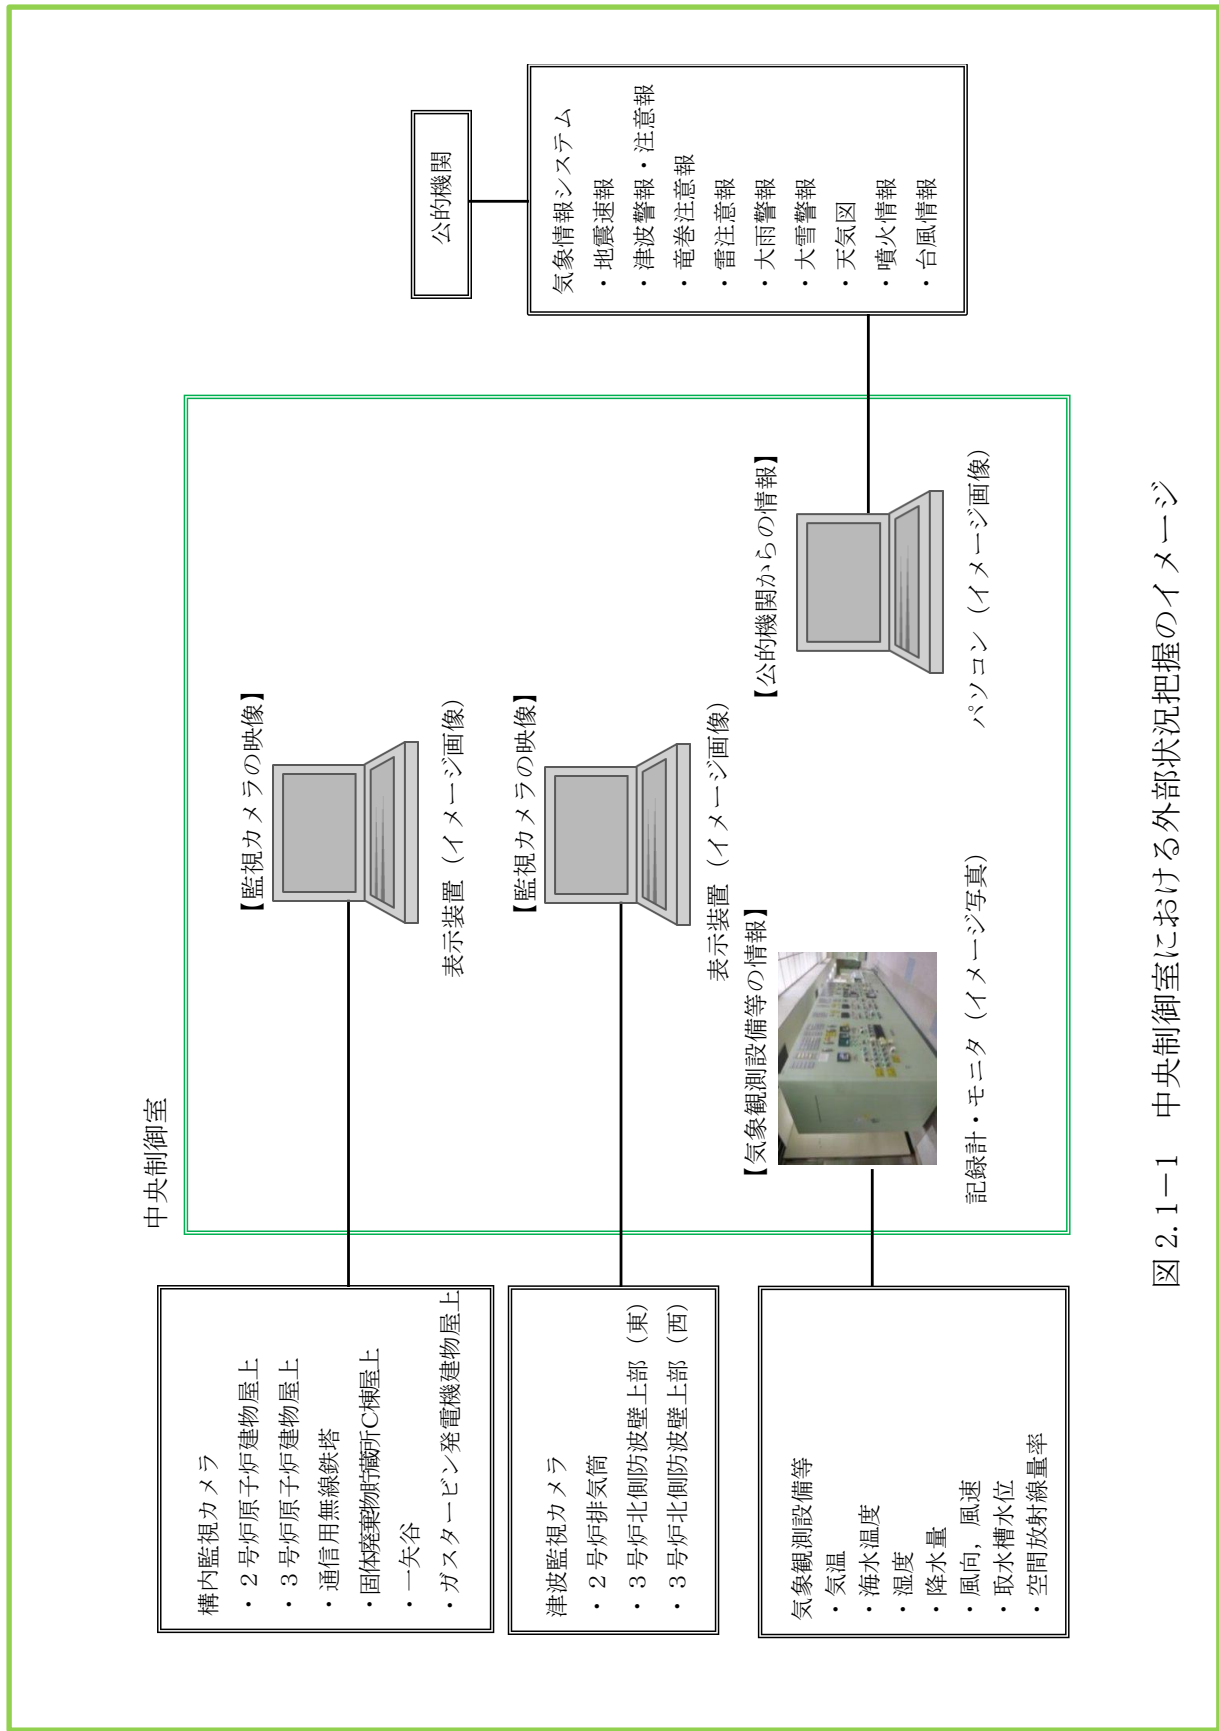 中央制御室
構内監視カメラ
・２号炉原子炉建物屋上
・３号炉原子炉建物屋上
・通信用無線鉄塔
・固体廃棄物貯蔵所C棟屋上
・一矢谷
・ガスタービン発電機建物屋上
津波監視カメラ
・２号炉排気筒
・３号炉北側防波壁上部（東）
・３号炉北側防波壁上部（西）
気象観測設備等
・気温
・海水温度
・湿度
・降水量
・風向，風速
・取水槽水位
・空間放射線量率
【監視カメラの映像】
表示装置（イメージ画像）
【監視カメラの映像】
表示装置（イメージ画像）
【気象観測設備等の情報】
記録計・モニタ（イメージ写真）
【公的機関からの情報】
パソコン（イメージ画像）
公的機関
気象情報システム
・地震速報
・津波警報・注意報
・竜巻注意報
・雷注意報
・大雨警報
・大雪警報
・天気図
・噴火情報
・台風情報
図 2.1－1　中央制御室における外部状況把握のイメージ